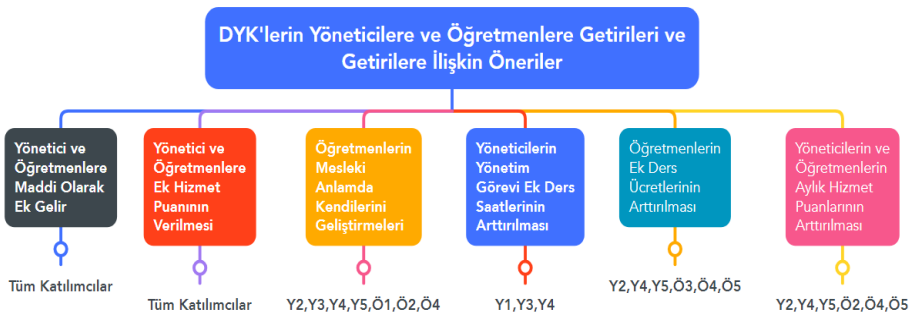 DYK'lerin Yöneticilere ve Öğretmenlere Getirileri ve
Getirilere İlişkin Öneriler
Yönetici ve
Öğretmenlere
Maddi Olarak
Ek Gelir
Tüm Katılımcılar
Yönetici ve
Öğretmenlere
Ek Hizmet
Puanının
Verilmesi
Tüm Katılımcılar
Öğretmenlerin
Mesleki
Anlamda
Kendilerini
Geliştirmeleri
Y2,Y3,Y4,Y5,Ö1,Ö2,Ö4
Yöneticilerin
Yönetim
Görevi Ek Ders
Saatlerinin
Arttırılması
Y1,Y3,Y4
Öğretmenlerin
Ek Ders
Ücretlerinin
Arttırılması
Y2,Y4,Y5,Ö3,Ö4,Ö5
Yöneticilerin ve
Öğretmenlerin
Aylık Hizmet
Puanlarının
Arttırılması
Y2,Y4,Y5,Ö2,Ö4,Ö5